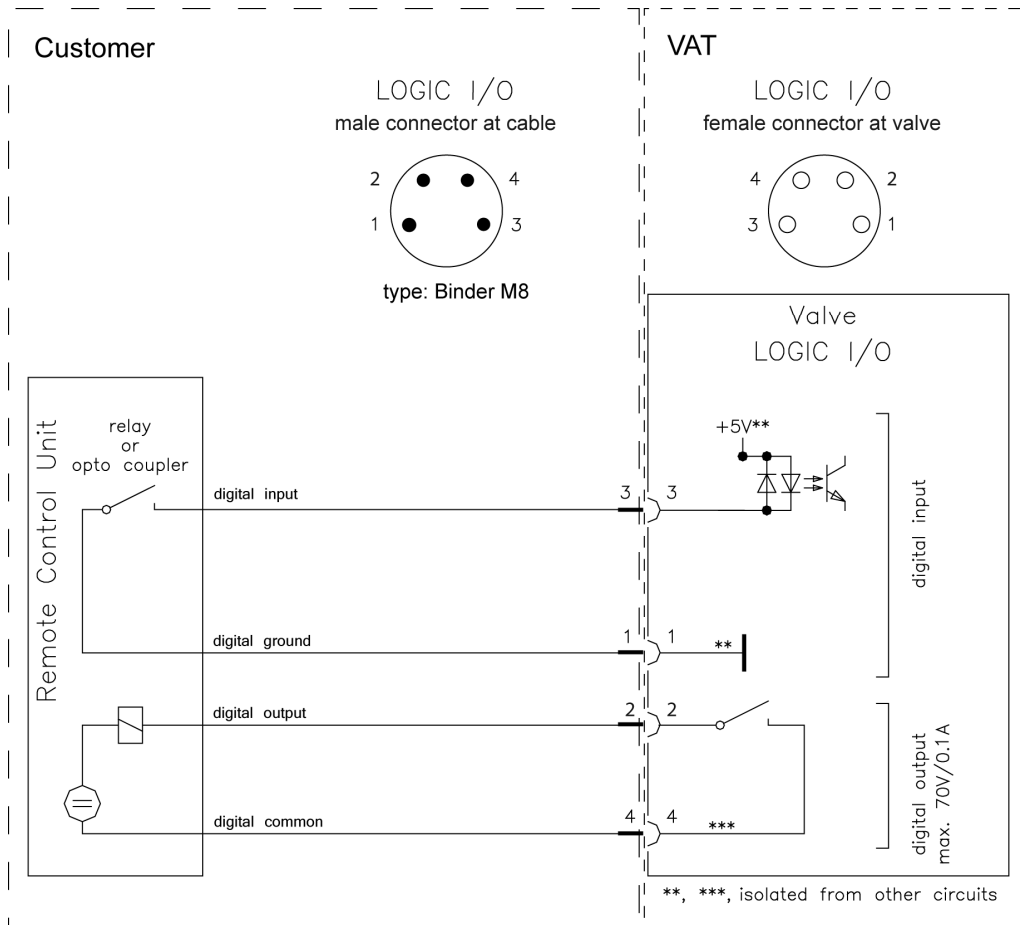 Customer
VAT
LOGIC I/O
male connector at cable
2
4
1
3
type: Binder M8
LOGIC I/O
female connector at valve
4
2
3
1
Valve
LOGIC I/O
Remote Control Unit
relay
or
opto coupler
digital input
3
3
+5V**
digital input
digital ground
1
1
**
digital output
2
2
digital common
4
4
***
digital output
max. 70V/0.1A
**, ***, isolated from other circuits